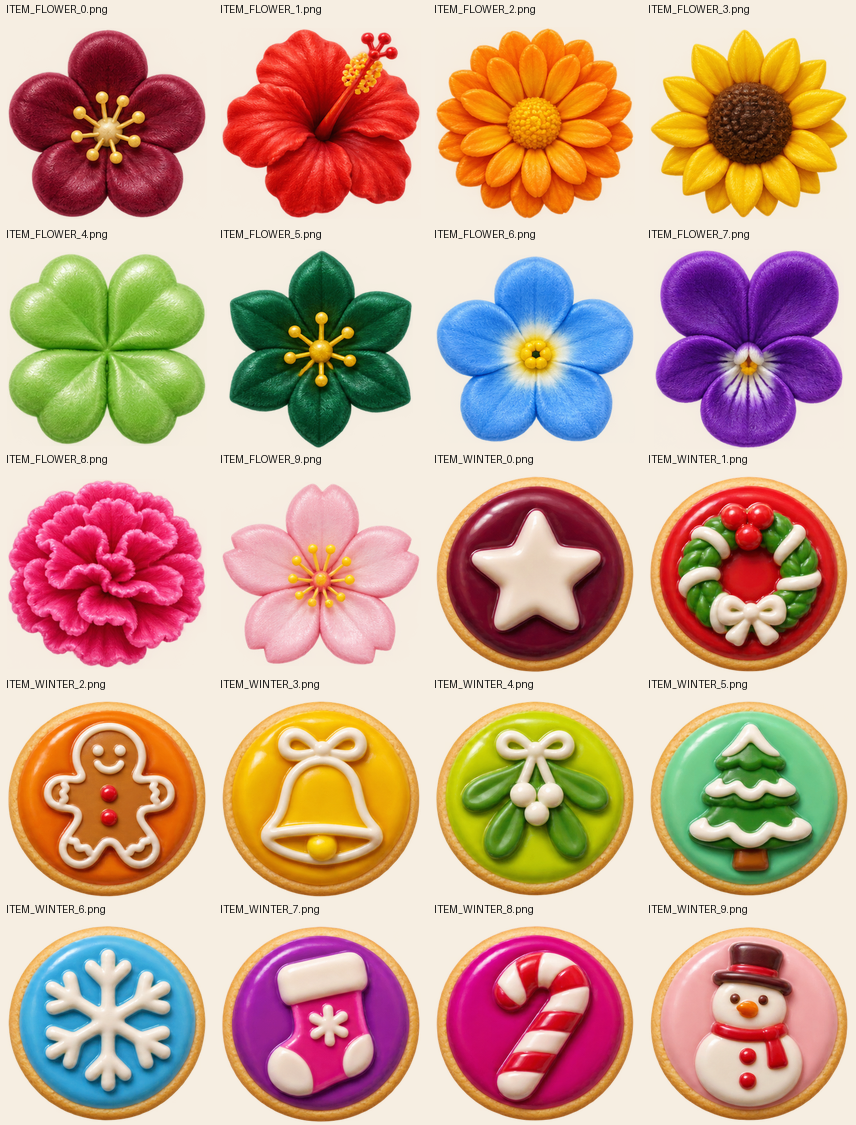 ITEM_FLOWER_0.png
ITEM_FLOWER_1.png
ITEM_FLOWER_2.png
ITEM_FLOWER_3.png
ITEM_FLOWER_4.png
ITEM_FLOWER_5.png
ITEM_FLOWER_6.png
ITEM_FLOWER_7.png
ITEM_FLOWER_8.png
ITEM_FLOWER_9.png
ITEM_WINTER_0.png
ITEM_WINTER_1.png
ITEM_WINTER_2.png
ITEM_WINTER_3.png
ITEM_WINTER_4.png
ITEM_WINTER_5.png
ITEM_WINTER_6.png
ITEM_WINTER_7.png
ITEM_WINTER_8.png
ITEM_WINTER_9.png